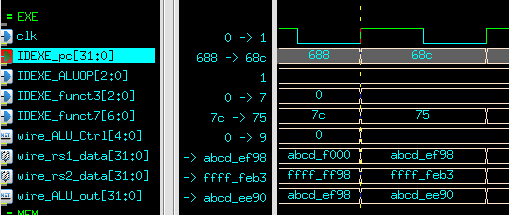 = EXE
clk 0 -> 1
IDEXE_pc[31:0] 688 -> 68c 688 68c
IDEXE_ALUOP[2:0] 1
IDEXE_funct3[2:0] 0 -> 7 0
IDEXE_funct7[6:0] 7c -> 75 7c 75
wire_ALU_Ctrl[4:0] 0 -> 9 0
wire_rs1_data[31:0] -> abcd_ef98 abcd_f000 abcd_ef98
wire_rs2_data[31:0] -> ffff_feb3 ffff_ff98 ffff_feb3
wire_ALU_out[31:0] -> abcd_ee90 abcd_ef98 abcd_ee90
= MEM